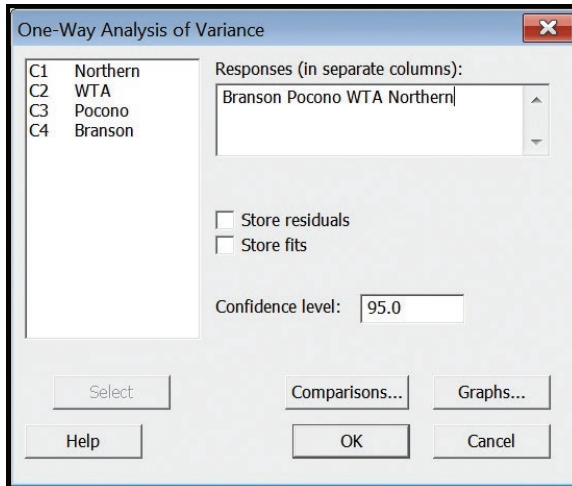 One-Way Analysis of Variance
C1 Northern
C2 WTA
C3 Pocono
C4 Branson
Responses (in separate columns):
Branson Pocono WTA Northern
Store residuals
Store fits
Confidence level: 95.0
Select
Comparisons...
Graphs...
Help
OK
Cancel